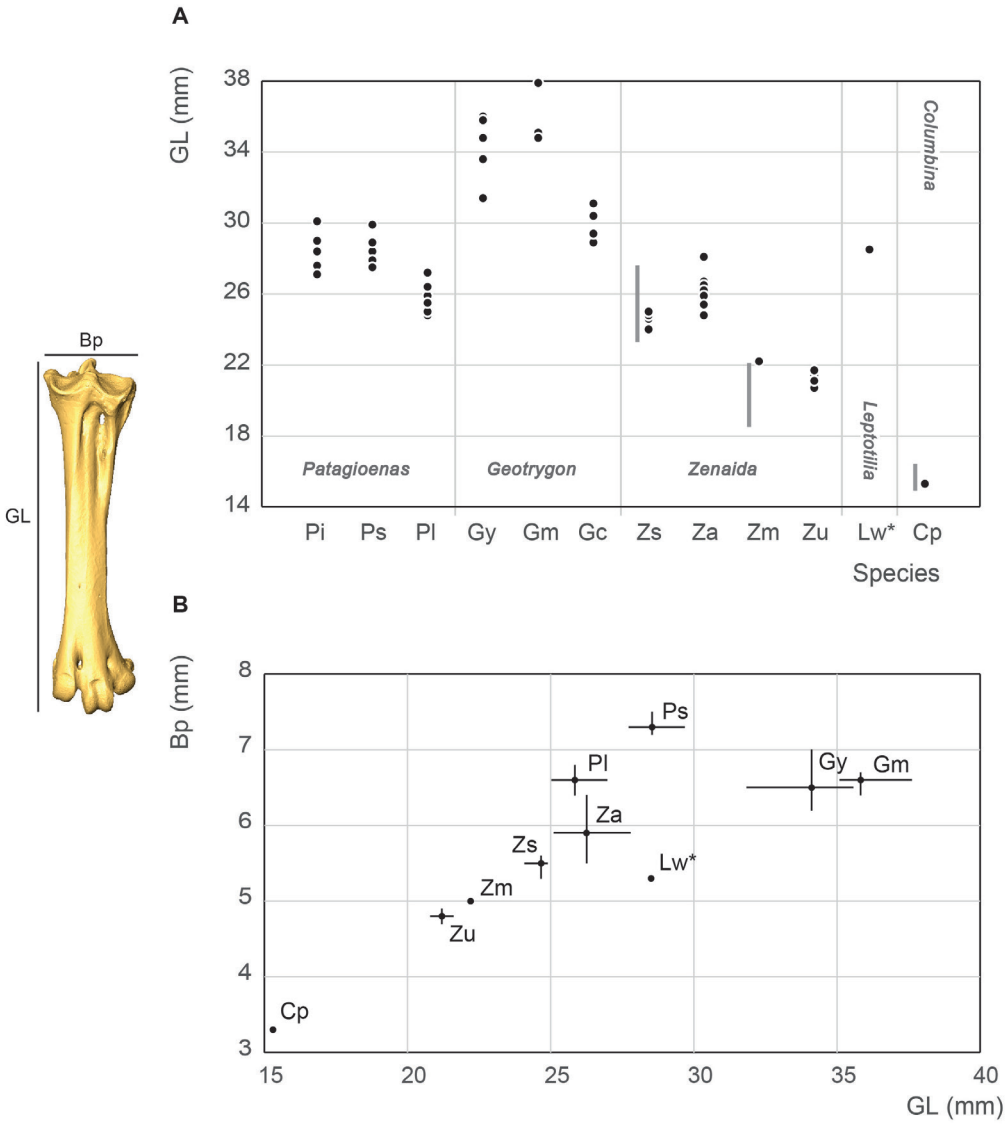 A
GL (mm)
38
34
30
26
22
18
14
Columbina
Leptotilia
Patagioenas Geotrygon Zenaida
Pi Ps Pl Gy Gm Gc Zs Za Zm Zu Lw* Cp
Species
Bp
GL
B
Bp (mm)
8
7
6
5
4
3
Ps
Pl
Gy Gm
Za
Zs
Lw*
Zm
Zu
Cp
15 20 25 30 35 40
GL (mm)